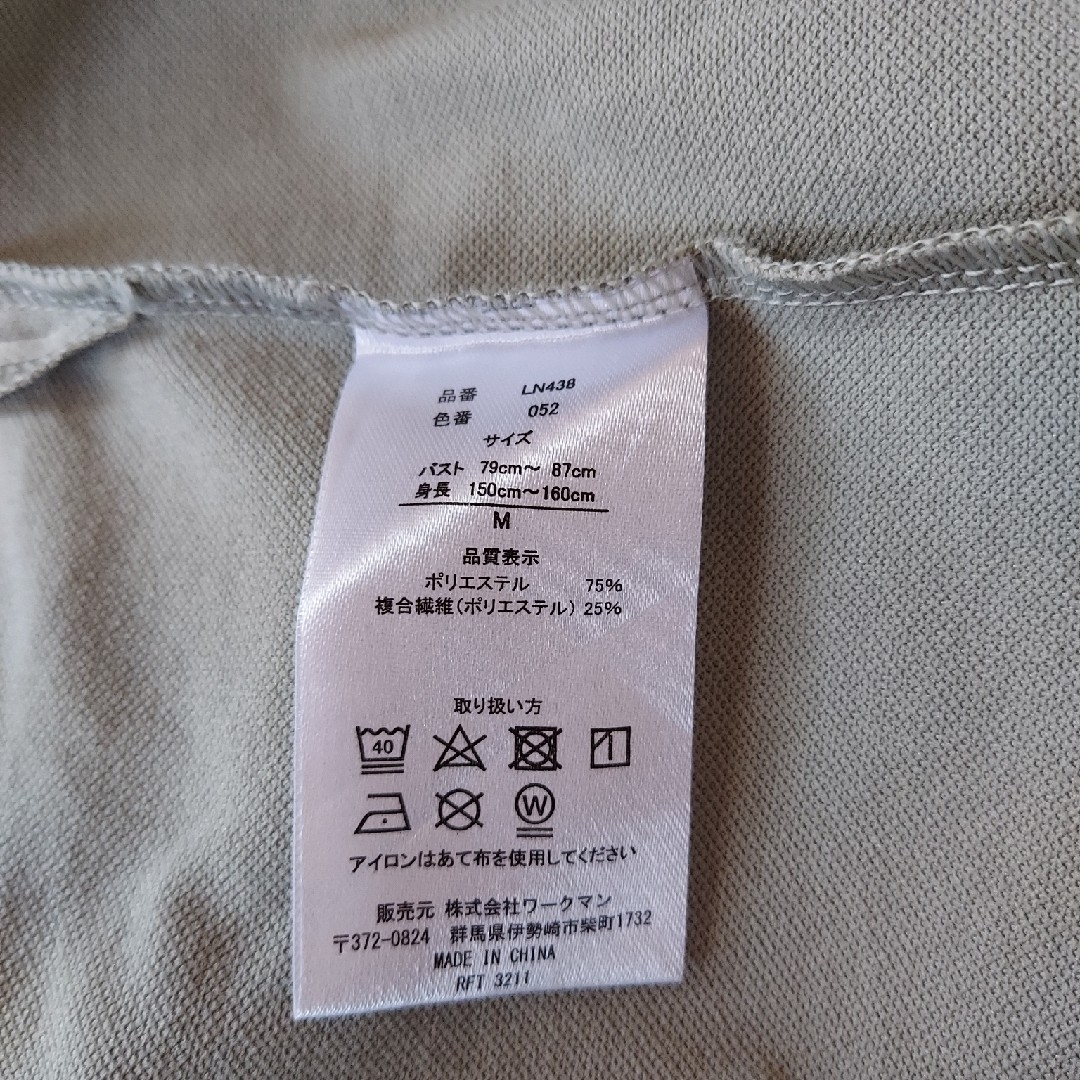 品番 LN438
色番 052
サイズ
バスト 79cm～ 87cm
身長 150cm～160cm
M
品質表示
ポリエステル 75%
複合繊維(ポリエステル) 25%
取り扱い方
40
W
アイロンはあて布を使用してください
販売元 株式会社ワークマン
〒372-0824 群馬県伊勢崎市柴町1732
MADE IN CHINA
RFT 3211